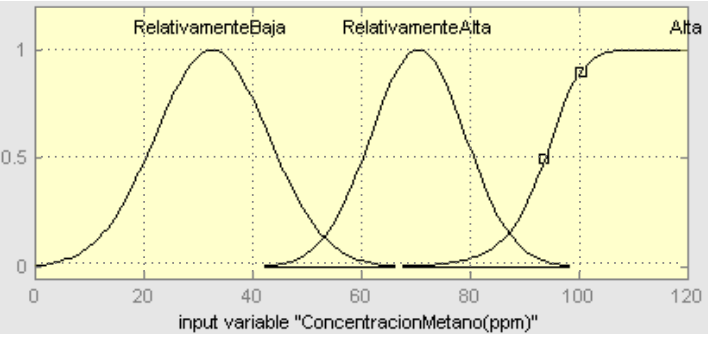 RelativamenteBaja RelativamenteAlta Alta
1
0.5
0
0 20 40 60 80 100 120
input variable "ConcentracionMetano(ppm)"